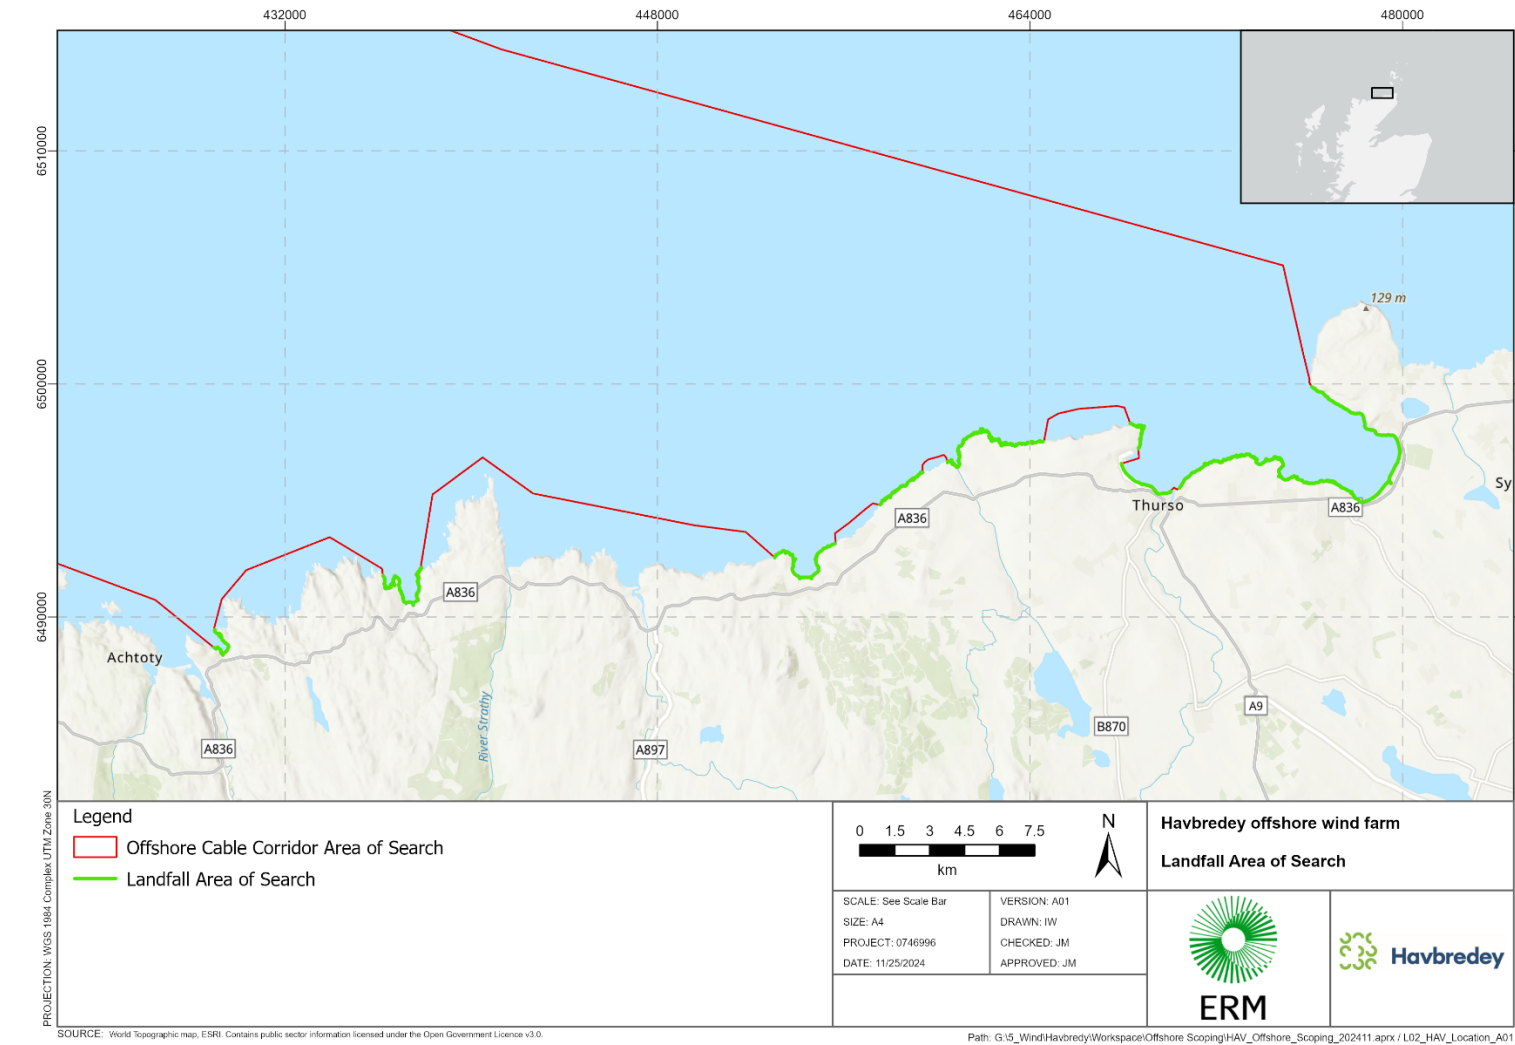 432000 448000 464000 480000
6510000
6500000
6490000
129 m
Sy
A836
Thurso
A836
A836
Achtoty
River Strathy
A836
A897
B870
A9
PROJECTION: WGS 1984 Complex UTM Zone 30N
Legend
Offshore Cable Corridor Area of Search
Landfall Area of Search
0 1.5 3 4.5 6 7.5
km
N
Havbredey offshore wind farm
Landfall Area of Search
SCALE: See Scale Bar
SIZE: A4
PROJECT: 0746996
DATE: 11/25/2024
VERSION: A01
DRAWN: IW
CHECKED: JM
APPROVED: JM
ERM
Havbredey
SOURCE: World Topographic map, ESRI. Contains public sector information licensed under the Open Government Licence v3.0.
Path: G:\5_Wind\Havbredy\Workspace\Offshore Scoping\HAV_Offshore_Scoping_202411.aprx / L02_HAV_Location_A01